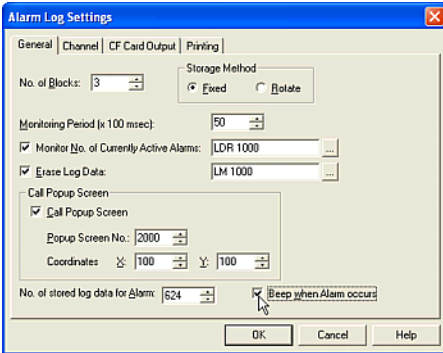 Alarm Log Settings
General Channel CF Card Output Printing
No. of Blocks: 3
Storage Method
Fixed Rotate
Monitoring Period (x 100 msec): 50
Monitor No. of Currently Active Alarms: LDR 1000 ...
Erase Log Data: LM 1000 ...
Call Popup Screen
Call Popup Screen
Popup Screen No.: 2000
Coordinates X: 100 Y: 100
No. of stored log data for Alarm: 624 Beep when Alarm occurs
OK Cancel Help